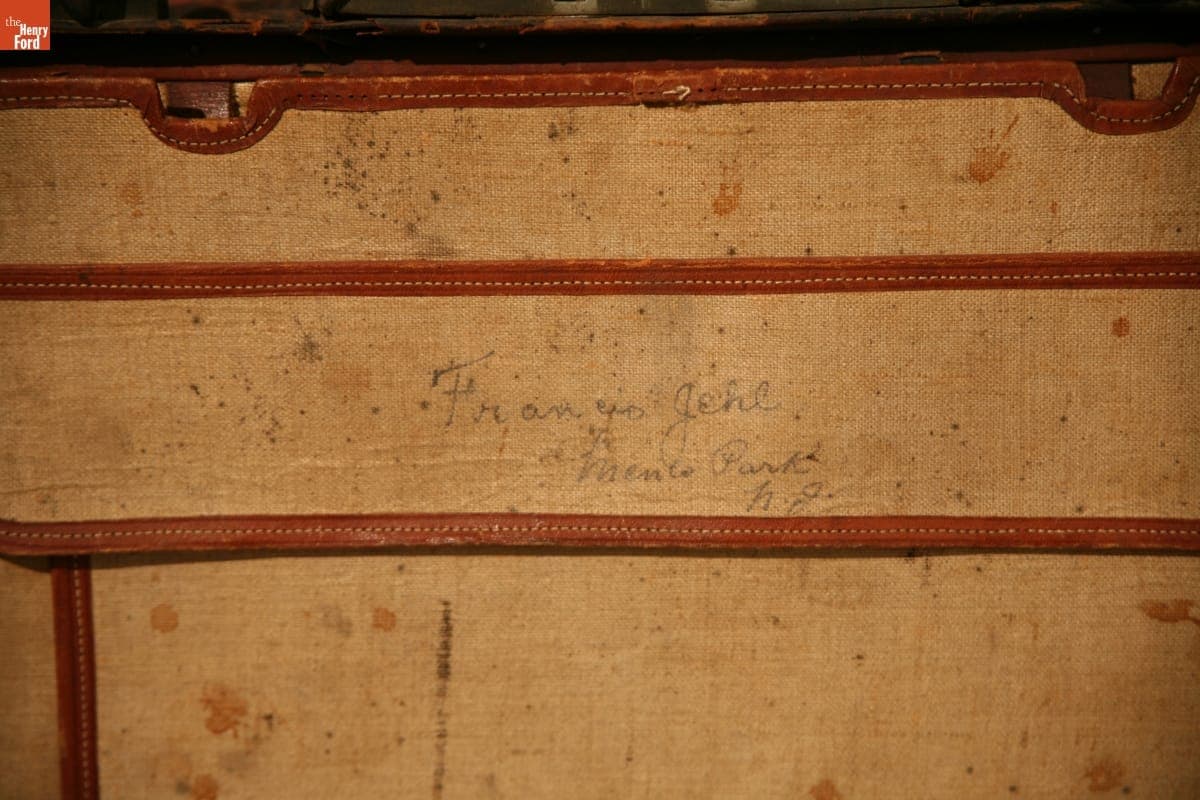 the
Henry
Ford
Francis Jehl
Menlo Park
N.J.